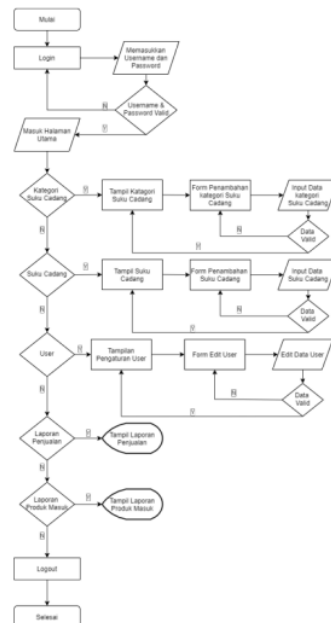 Mulai
Login
Memasukkan
Username dan
Password
Username &
Password Valid
Masuk Halaman
Utama
Kategori
Suku Cadang
Tampil Katagori
Suku Cadang
Form Penambahan
kategori Suku
Cadang
Input Data
kategori Suku Cadang
Data
Valid
Suku Cadang
Tampil Suku
Cadang
Form Penambahan
Suku Cadang
Input Data
Suku Cadang
Data
Valid
User
Tampilan
Pengaturan User
Form Edit User
Edit Data User
Data
Valid
Laporan
Penjualan
Tampil Laporan
Penjualan
Laporan
Produk Masuk
Tampil Laporan
Produk Masuk
Logout
Selesai